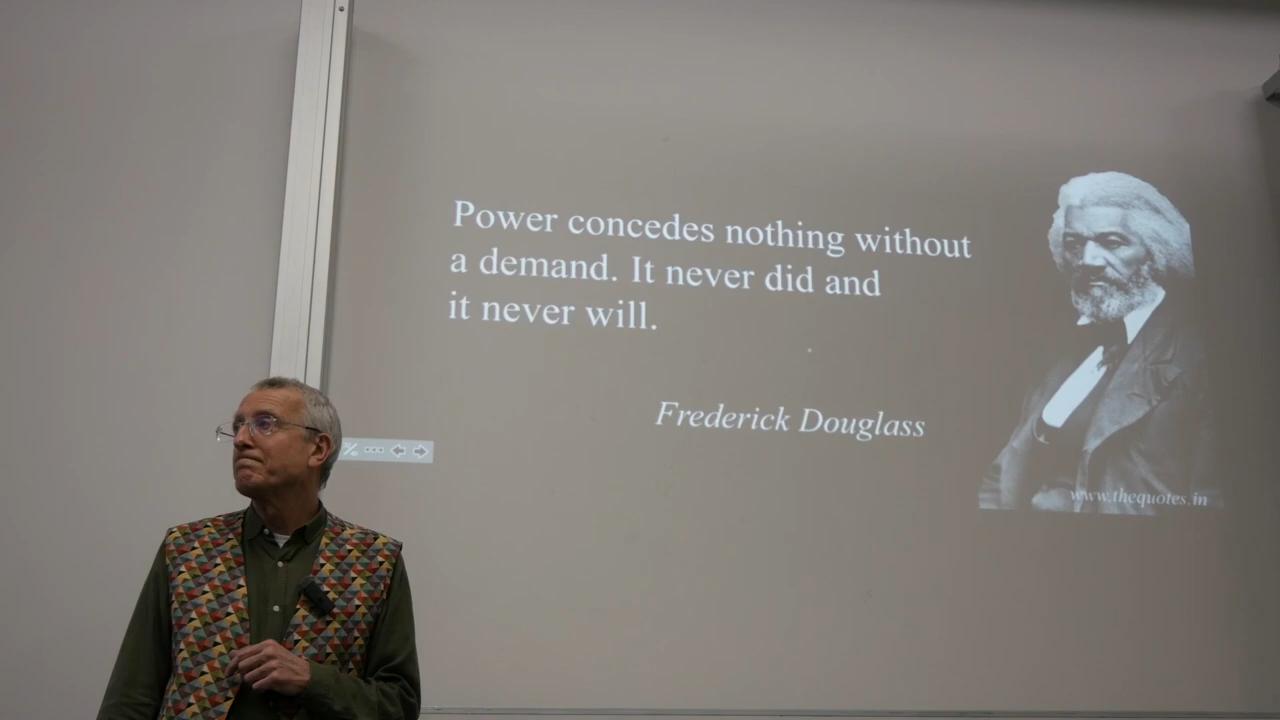 Power concedes nothing without
a demand. It never did and
it never will.
Frederick Douglass
www.thequotes.in